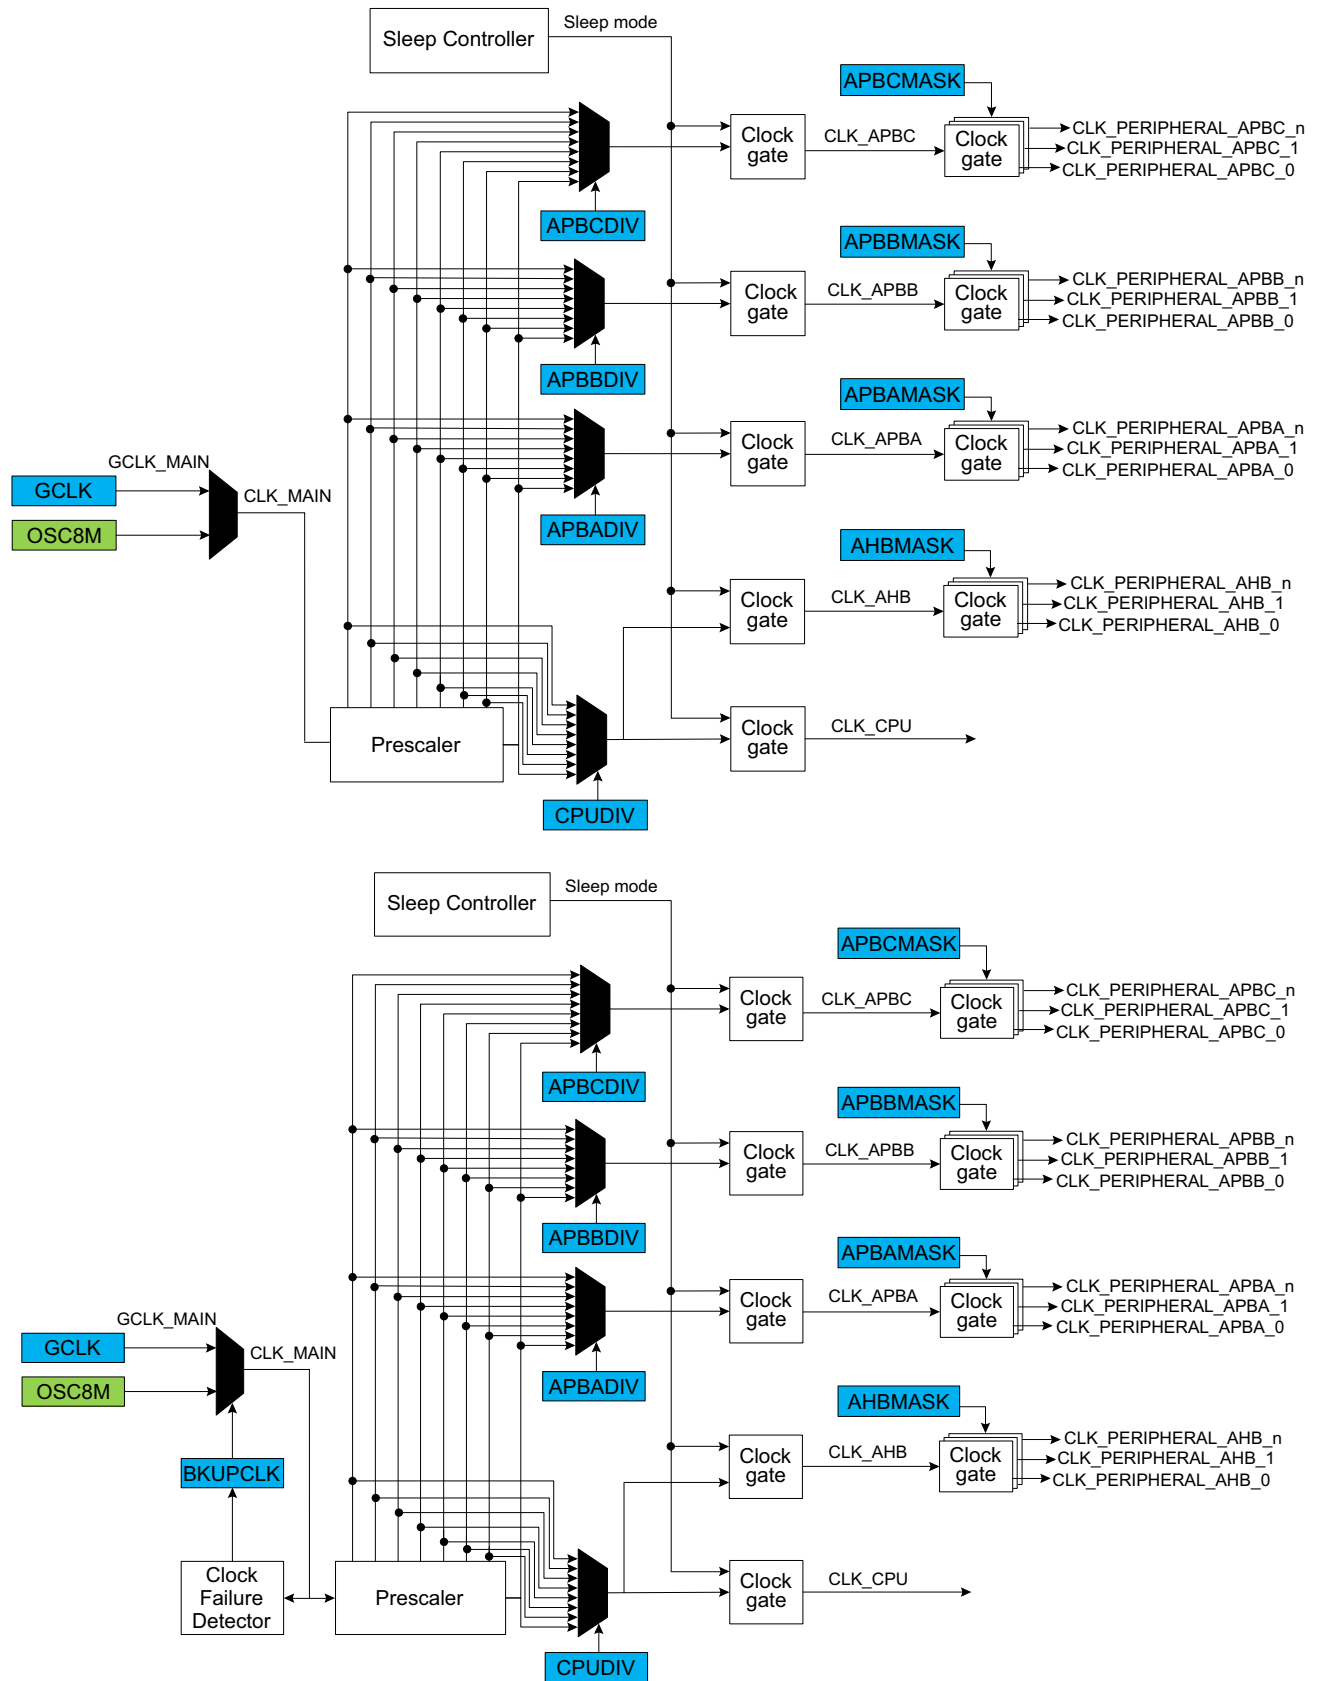 Sleep Controller
Sleep mode
APBCMASK
Clock
gate
CLK_APBC
Clock
gate
CLK_PERIPHERAL_APBC_n
CLK_PERIPHERAL_APBC_1
CLK_PERIPHERAL_APBC_0
APBCDIV
APBBMASK
Clock
gate
CLK_APBB
Clock
gate
CLK_PERIPHERAL_APBB_n
CLK_PERIPHERAL_APBB_1
CLK_PERIPHERAL_APBB_0
APBBDIV
APBAMASK
Clock
gate
CLK_APBA
Clock
gate
CLK_PERIPHERAL_APBA_n
CLK_PERIPHERAL_APBA_1
CLK_PERIPHERAL_APBA_0
GCLK_MAIN
GCLK
CLK_MAIN
OSC8M
APBADIV
AHBMASK
Clock
gate
CLK_AHB
Clock
gate
CLK_PERIPHERAL_AHB_n
CLK_PERIPHERAL_AHB_1
CLK_PERIPHERAL_AHB_0
Prescaler
Clock
gate
CLK_CPU
CPUDIV
Sleep Controller
Sleep mode
APBCMASK
Clock
gate
CLK_APBC
Clock
gate
CLK_PERIPHERAL_APBC_n
CLK_PERIPHERAL_APBC_1
CLK_PERIPHERAL_APBC_0
APBCDIV
APBBMASK
Clock
gate
CLK_APBB
Clock
gate
CLK_PERIPHERAL_APBB_n
CLK_PERIPHERAL_APBB_1
CLK_PERIPHERAL_APBB_0
APBBDIV
APBAMASK
Clock
gate
CLK_APBA
Clock
gate
CLK_PERIPHERAL_APBA_n
CLK_PERIPHERAL_APBA_1
CLK_PERIPHERAL_APBA_0
GCLK_MAIN
GCLK
CLK_MAIN
OSC8M
APBADIV
AHBMASK
Clock
gate
CLK_AHB
Clock
gate
CLK_PERIPHERAL_AHB_n
CLK_PERIPHERAL_AHB_1
CLK_PERIPHERAL_AHB_0
BKUPCLK
Clock
Failure
Detector
Prescaler
Clock
gate
CLK_CPU
CPUDIV